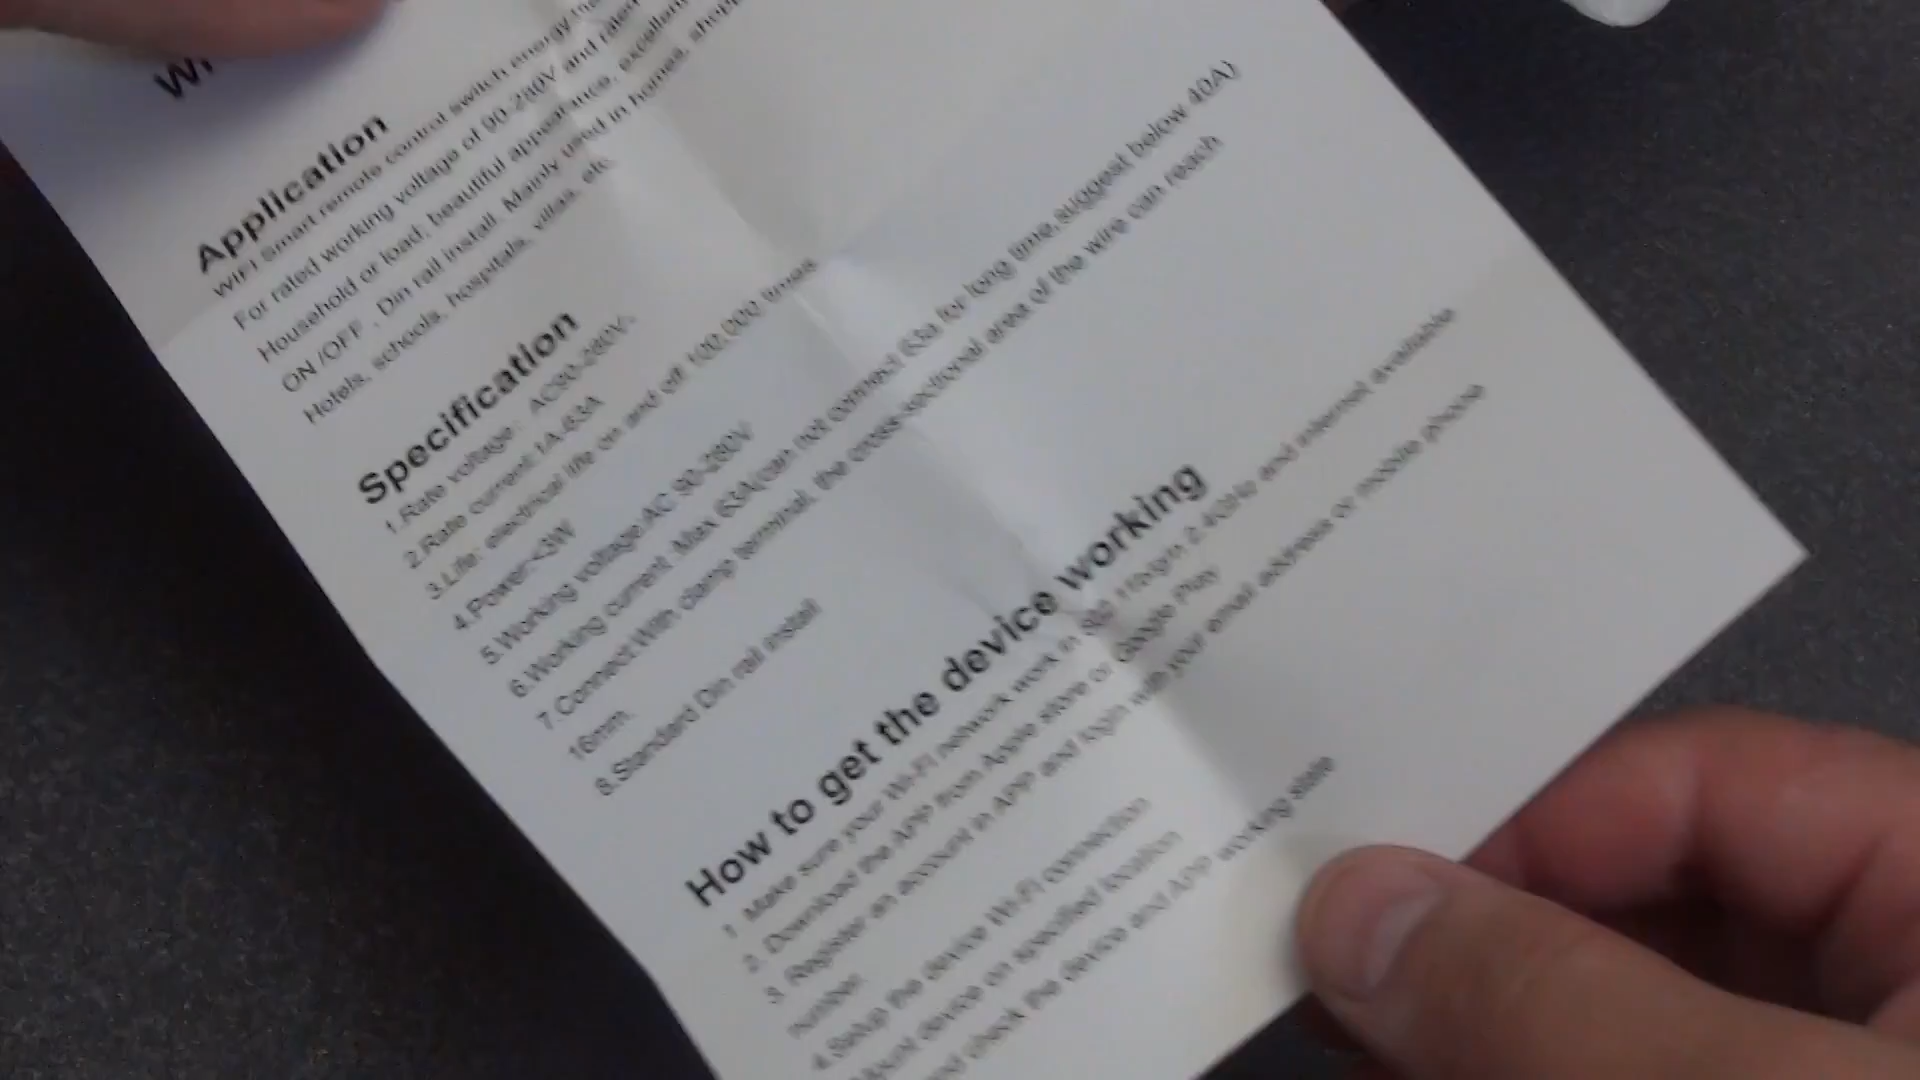 Application
WIFI Smart remote control switch energy
For rated working voltage of 90-280V and rated
Household or load, beautiful appearance, excellent
ON /OFF , Din rail install. Mainly used in homes, shopp
Hotels, schools, hospitals, villas, etc
Specification
1.Rate voltage: AC90-280V.
2.Rate current:1A-63A
3.Life: electrical life on and off 100,000 times
4.Power:<3W
5.Working voltage:AC 90-280V
6.Working current: Max 63A(can not connect 63a for long time,suggest below 40A)
7.Connect:With clamp terminal, the cross-sectional area of the wire can reach
16mm.
8.Standard Din rail install
How to get the device working
1. Make sure your Wi-Fi network work in 2.4GHz and internet available
2. Download the APP from Apple store or Google Play
3. Register an account in APP and login with your email address or mobile phone
number.
4.Setup the device Wi-Fi connection
Mount device on specified location
and check the device and APP working state